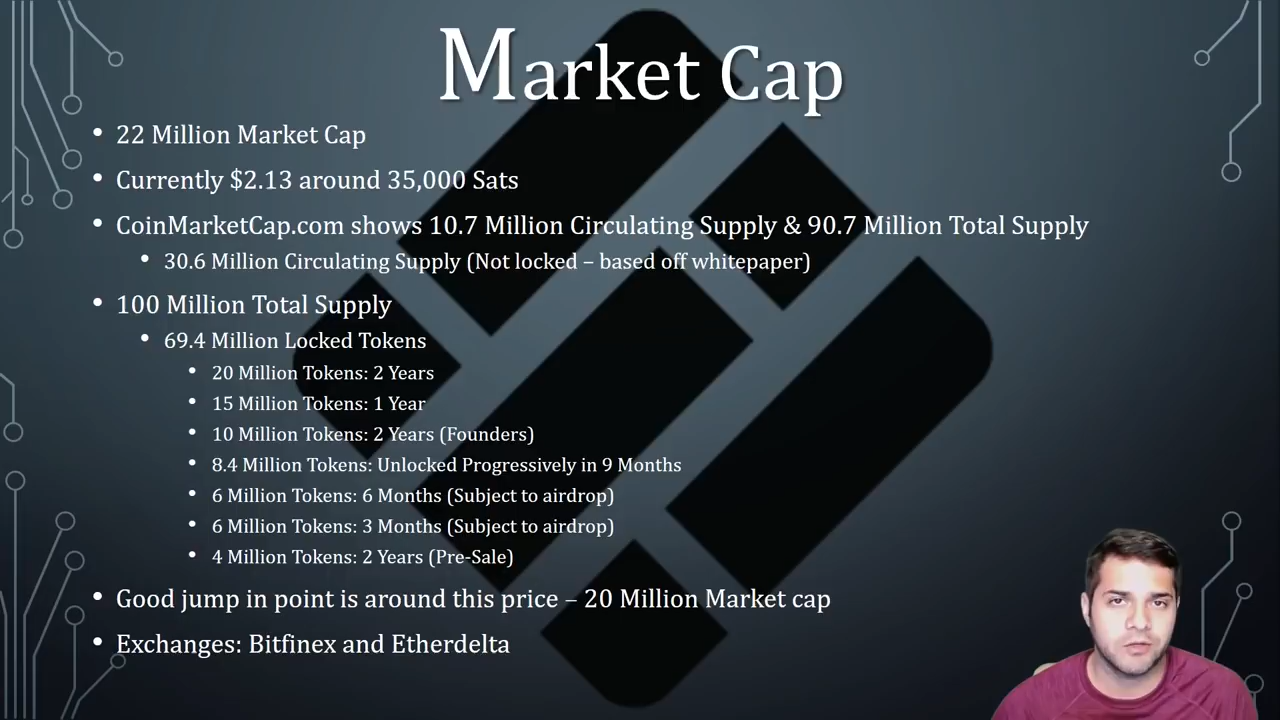 Market Cap
• 22 Million Market Cap
• Currently $2.13 around 35,000 Sats
• CoinMarketCap.com shows 10.7 Million Circulating Supply & 90.7 Million Total Supply
• 30.6 Million Circulating Supply (Not locked – based off whitepaper)
• 100 Million Total Supply
• 69.4 Million Locked Tokens
• 20 Million Tokens: 2 Years
• 15 Million Tokens: 1 Year
• 10 Million Tokens: 2 Years (Founders)
• 8.4 Million Tokens: Unlocked Progressively in 9 Months
• 6 Million Tokens: 6 Months (Subject to airdrop)
• 6 Million Tokens: 3 Months (Subject to airdrop)
• 4 Million Tokens: 2 Years (Pre-Sale)
• Good jump in point is around this price – 20 Million Market cap
• Exchanges: Bitfinex and Etherdelta